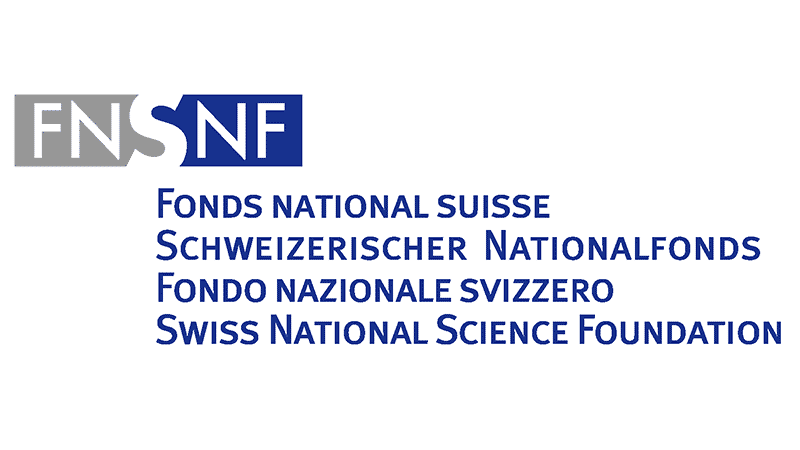 FNSNF
FONDS NATIONAL SUISSE
SCHWEIZERISCHER NATIONALFONDS
FONDO NAZIONALE SVIZZERO
SWISS NATIONAL SCIENCE FOUNDATION